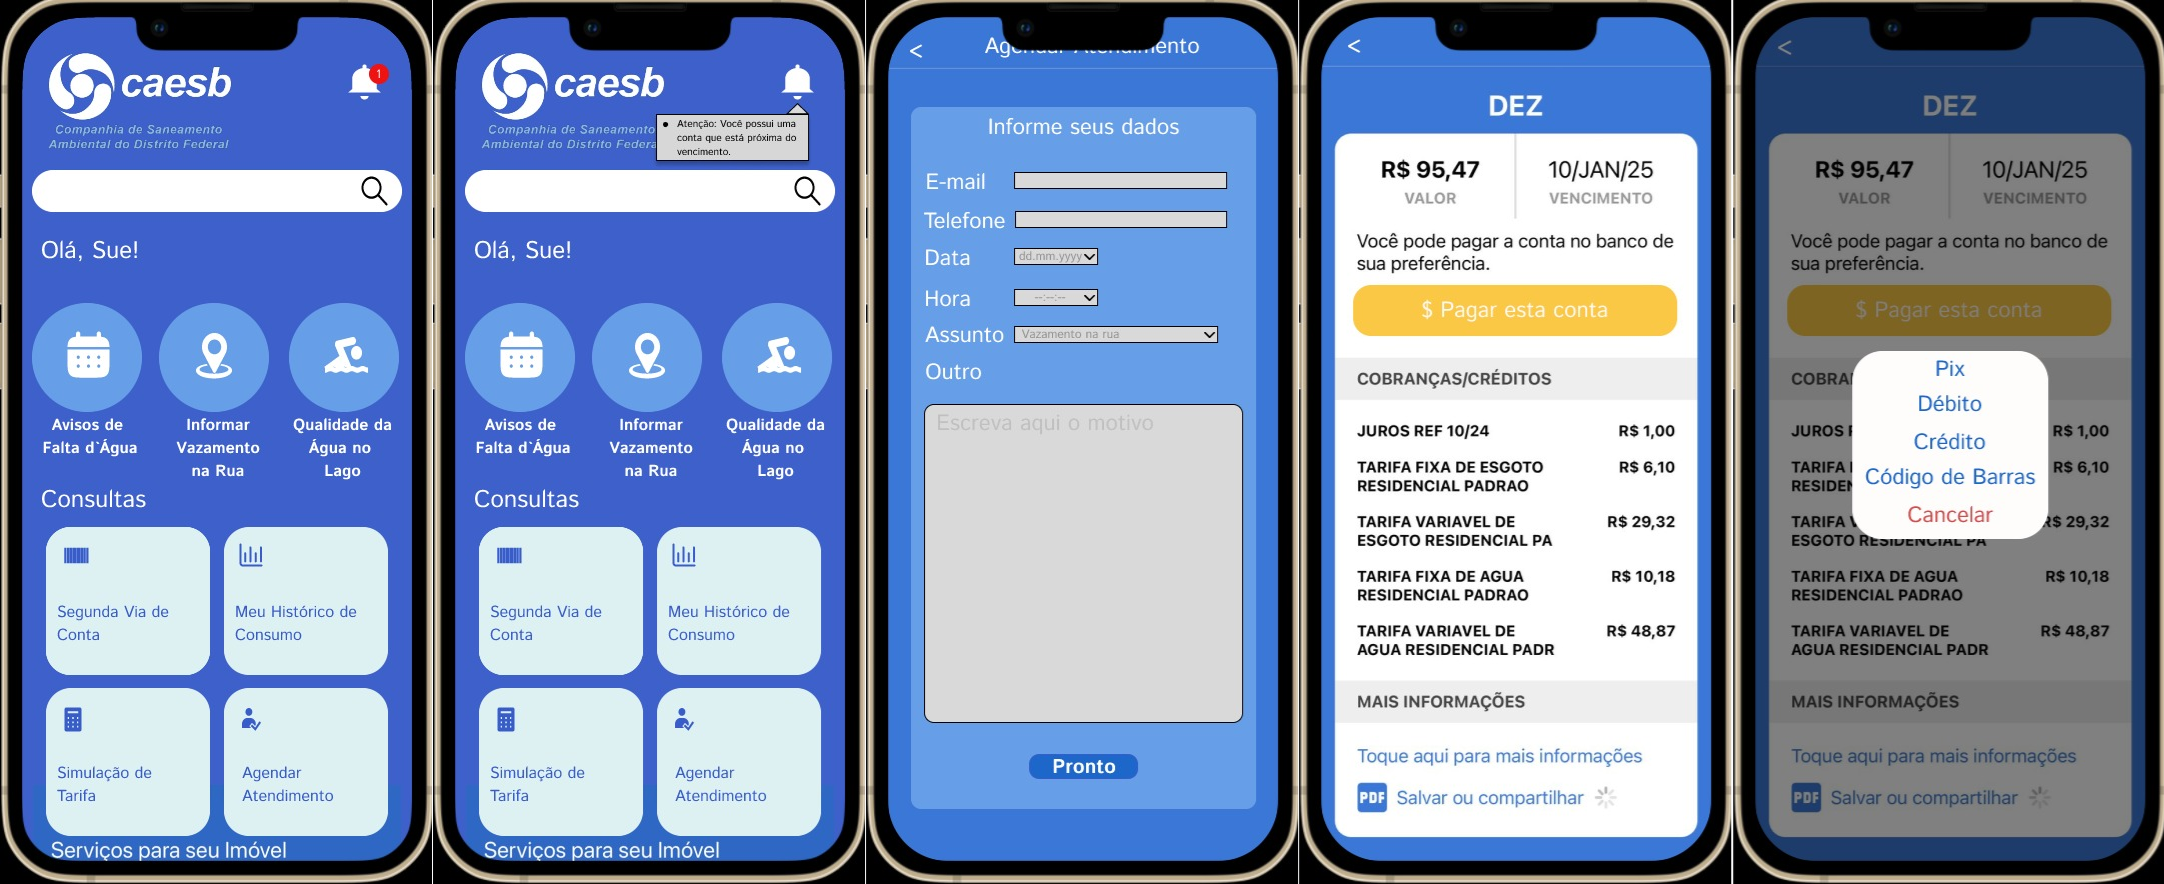 caesb
1
Companhia de Saneamento
Ambiental do Distrito Federal
Olá, Sue!
Avisos de
Falta d`Água
Informar
Vazamento
na Rua
Qualidade da
Água no
Lago
Consultas
Segunda Via de
Conta
Meu Histórico de
Consumo
Simulação de
Tarifa
Agendar
Atendimento
Serviços para seu Imóvel
caesb
Companhia de Saneamento
Ambiental do Distrito Federa
• Atenção: Você possui uma
conta que está próxima do
vencimento.
Olá, Sue!
Avisos de
Falta d`Água
Informar
Vazamento
na Rua
Qualidade da
Água no
Lago
Consultas
Segunda Via de
Conta
Meu Histórico de
Consumo
Simulação de
Tarifa
Agendar
Atendimento
Serviços para seu Imóvel
< Agendar Atendimento
Informe seus dados
E-mail
Telefone
Data dd.mm.yyyy
Hora --:--:--
Assunto Vazamento na rua
Outro
Escreva aqui o motivo
Pronto
<
DEZ
R$ 95,47 10/JAN/25
VALOR VENCIMENTO
Você pode pagar a conta no banco de
sua preferência.
$ Pagar esta conta
COBRANÇAS/CRÉDITOS
JUROS REF 10/24 R$ 1,00
TARIFA FIXA DE ESGOTO R$ 6,10
RESIDENCIAL PADRAO
TARIFA VARIAVEL DE R$ 29,32
ESGOTO RESIDENCIAL PA
TARIFA FIXA DE AGUA R$ 10,18
RESIDENCIAL PADRAO
TARIFA VARIAVEL DE R$ 48,87
AGUA RESIDENCIAL PADR
MAIS INFORMAÇÕES
Toque aqui para mais informações
PDF Salvar ou compartilhar
<
DEZ
R$ 95,47 10/JAN/25
VALOR VENCIMENTO
Você pode pagar a conta no banco de
sua preferência.
$ Pagar esta conta
Pix
Débito
Crédito
Código de Barras
Cancelar
COBRAN
JUROS R R$ 1,00
TARIFA R$ 6,10
RESIDEN
TARIFA V R$ 29,32
ESGOTO RESIDENCIAL PA
TARIFA FIXA DE AGUA R$ 10,18
RESIDENCIAL PADRAO
TARIFA VARIAVEL DE R$ 48,87
AGUA RESIDENCIAL PADR
MAIS INFORMAÇÕES
Toque aqui para mais informações
PDF Salvar ou compartilhar